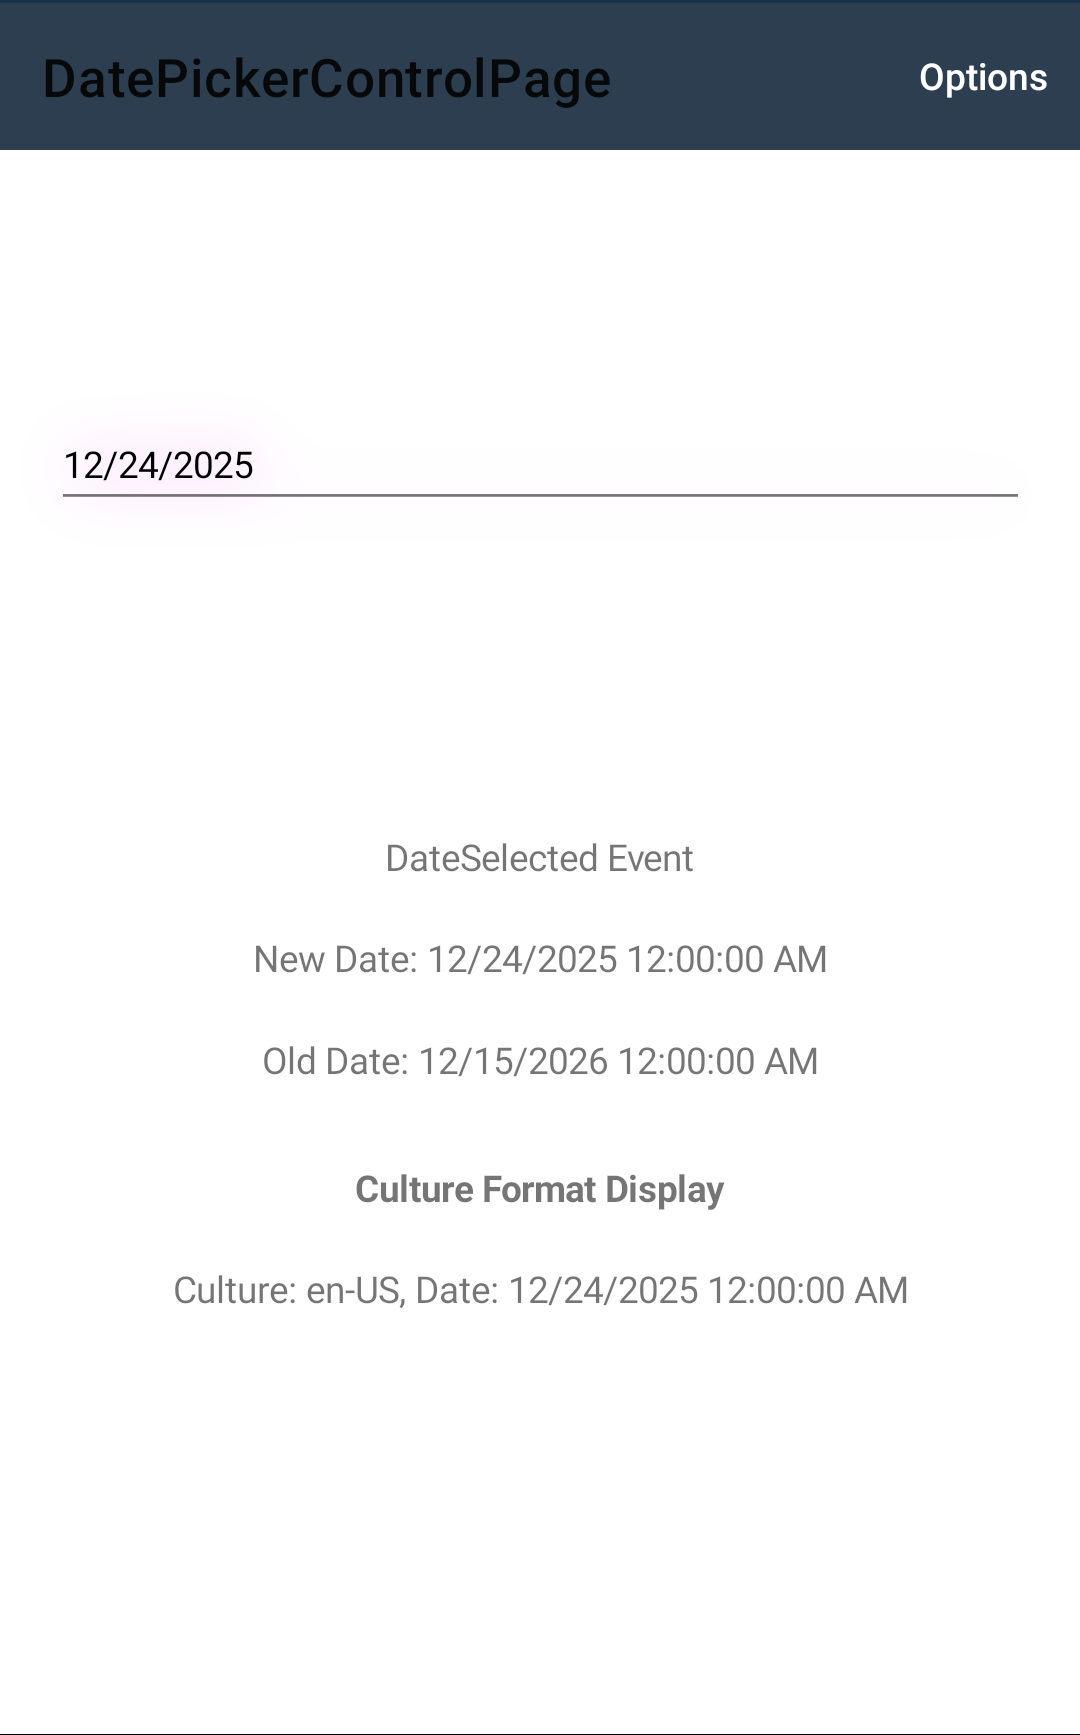 DatePickerControlPage
Options
12/24/2025
DateSelected Event
New Date: 12/24/2025 12:00:00 AM
Old Date: 12/15/2026 12:00:00 AM
Culture Format Display
Culture: en-US, Date: 12/24/2025 12:00:00 AM